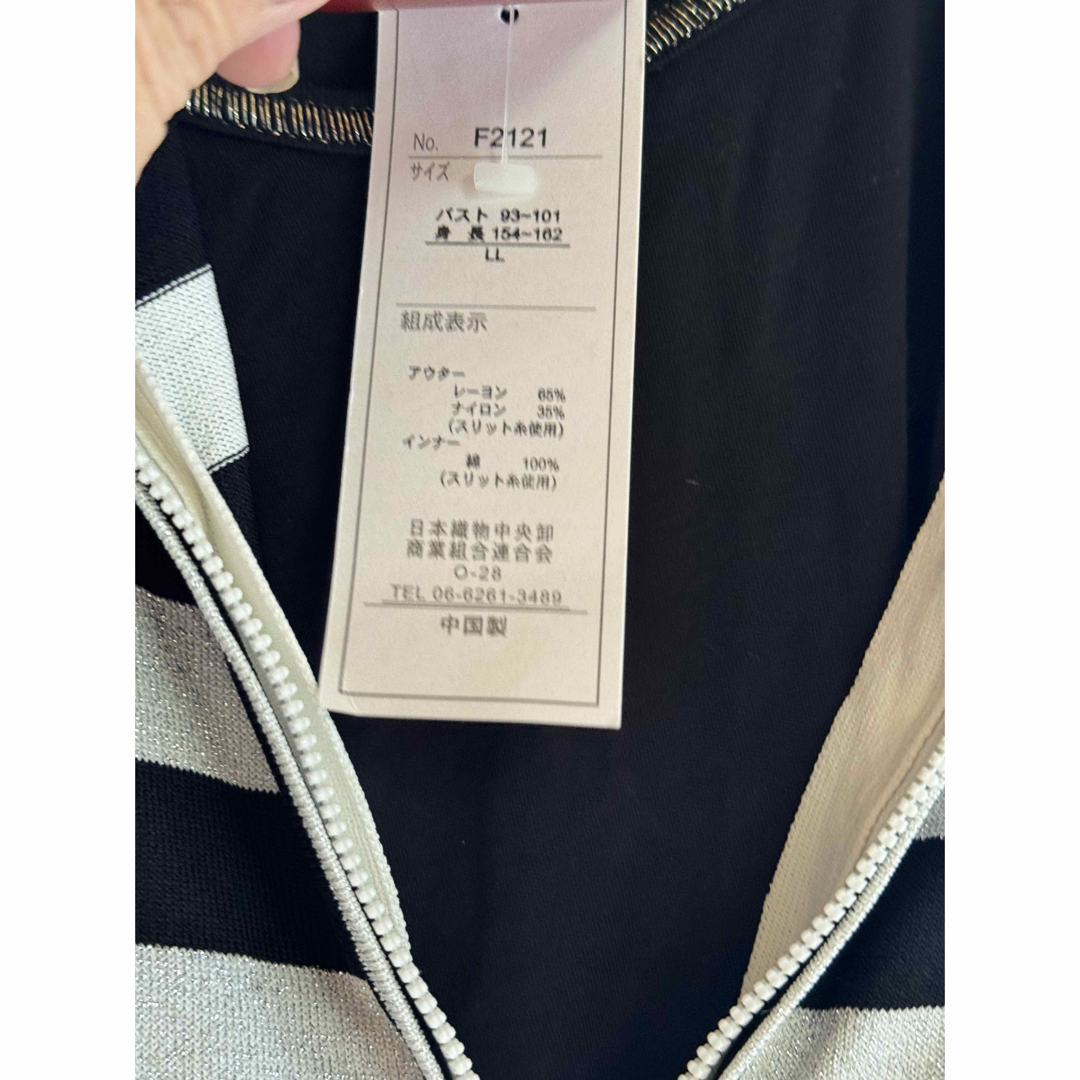 No. F2121
サイズ
バスト 93~101
身 長 154~162
LL
組成表示
アウター
レーヨン 65%
ナイロン 35%
(スリット糸使用)
インナー
綿 100%
(スリット糸使用)
日本織物中央卸
商業組合連合会
O-28
TEL 06-6261-3489
中国製